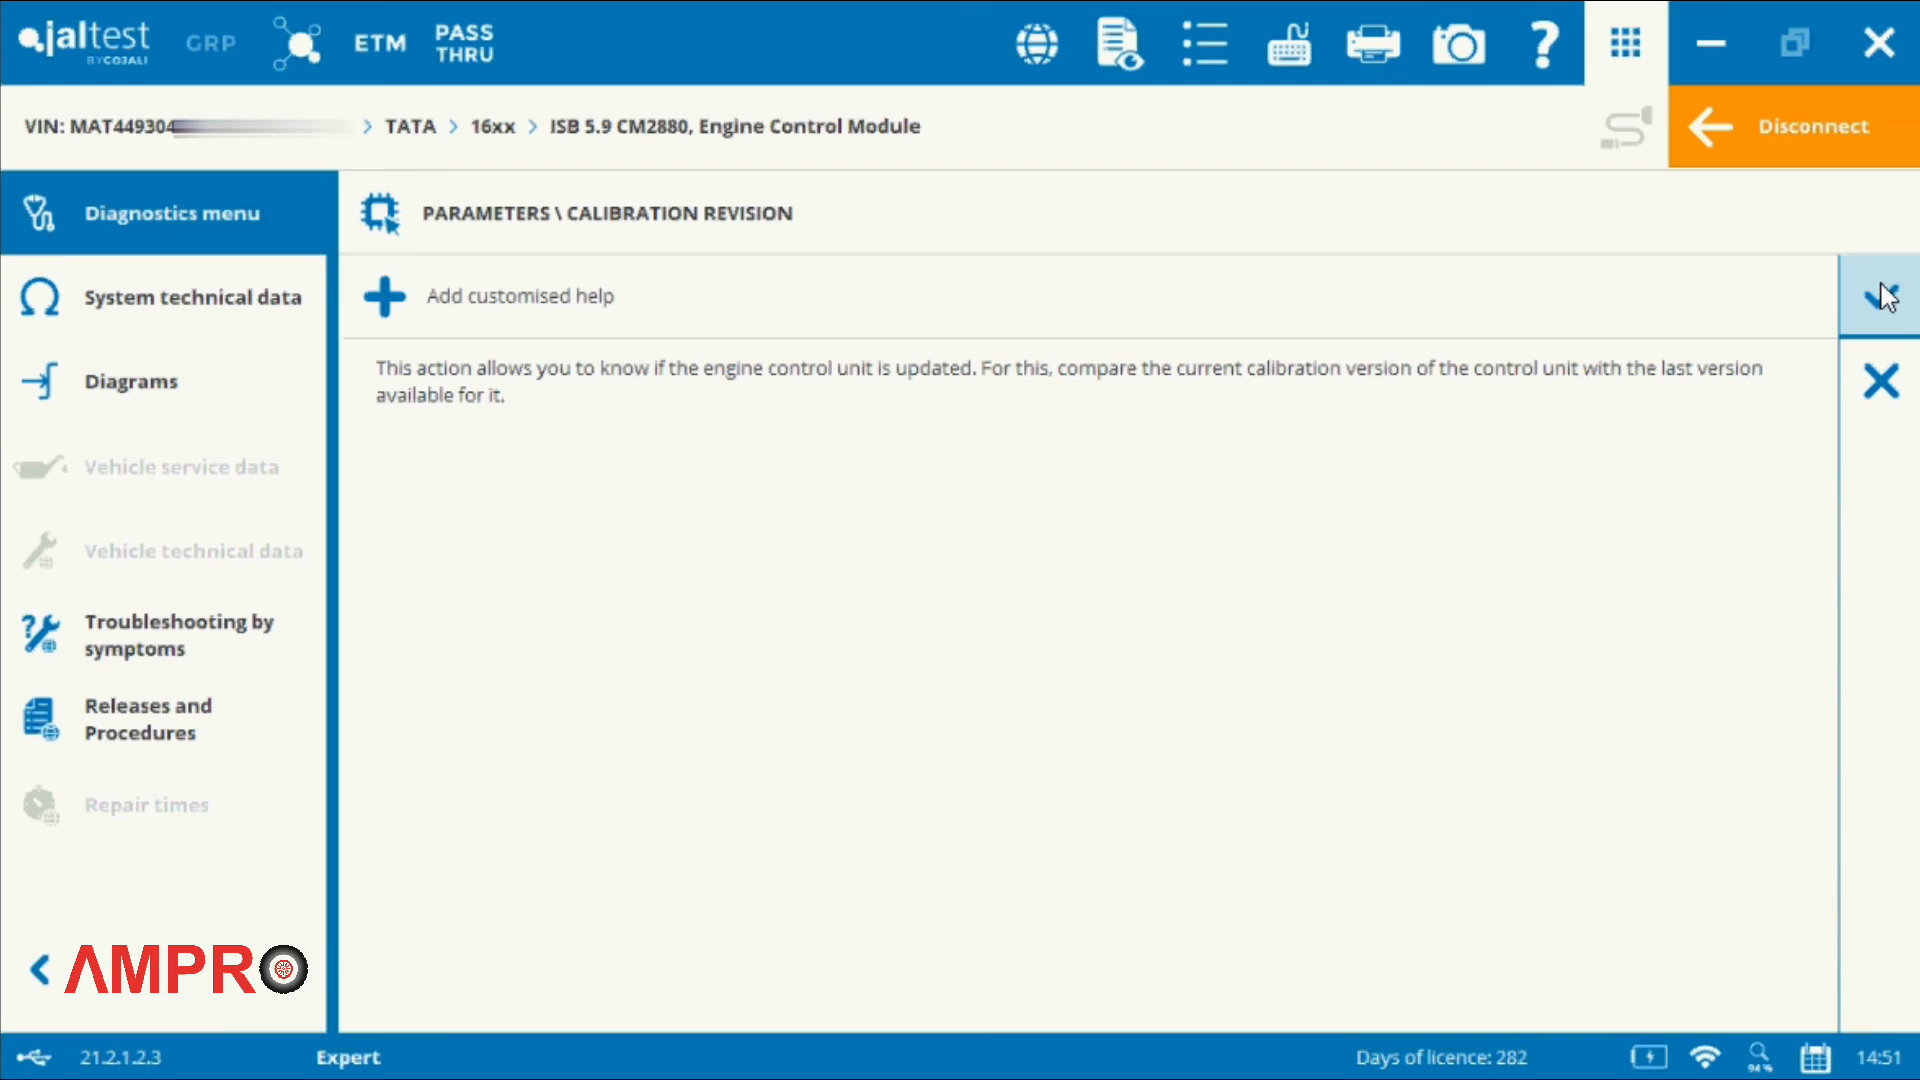 jaltest
BY COJALI
GRP
ETM
PASS
THRU
VIN: MAT449304
TATA
16xx
ISB 5.9 CM2880, Engine Control Module
Disconnect
Diagnostics menu
PARAMETERS \ CALIBRATION REVISION
System technical data
Add customised help
This action allows you to know if the engine control unit is updated. For this, compare the current calibration version of the control unit with the last version
available for it.
Diagrams
Vehicle service data
Vehicle technical data
Troubleshooting by
symptoms
Releases and
Procedures
Repair times
AMPRO
21.2.1.2.3
Expert
Days of licence: 282
94 %
14:51